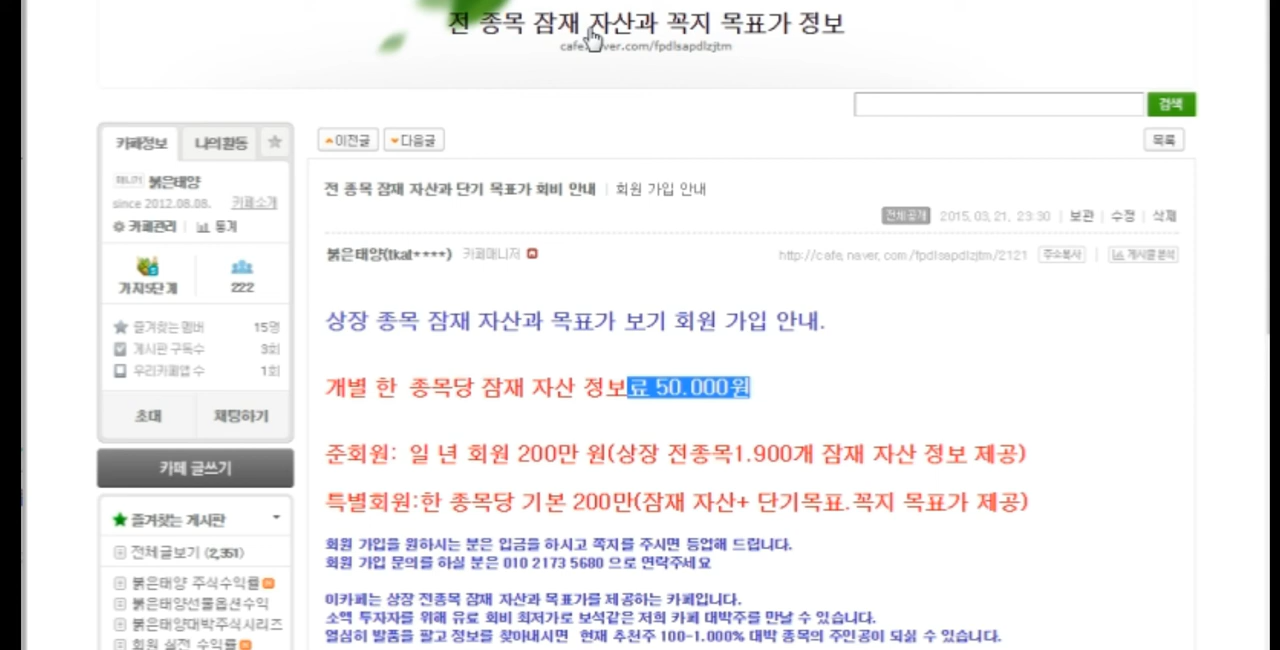 전 종목 잠재 자산과 꼭지 목표가 정보
cafe.naver.com/fpdlsapdlzjtm
검색
카페정보 나의활동
이전글 다음글
목록
매니저 붉은태양
since 2012.08.08. 카페소개
카페관리 통계
전 종목 잠재 자산과 단기 목표가 회비 안내 | 회원 가입 안내
전체공개 2015.03.21. 23:30 | 보관 | 수정 | 삭제
붉은태양(tkat****) 카페매니저
http://cafe.naver.com/fpdlsapdlzjtm/2121 주소복사 | 게시글분석
가지5단계 222
즐겨찾는 멤버 15명
게시판 구독수 3회
우리카페앱 수 1회
초대 채팅하기
카페 글쓰기
즐겨찾는 게시판
전체글보기 (2,351)
붉은태양 주식수익률
붉은태양선물옵션수익
붉은태양대박주식시리즈
회원 실전 수익률
상장 종목 잠재 자산과 목표가 보기 회원 가입 안내.
개별 한 종목당 잠재 자산 정보료 50.000원
준회원: 일 년 회원 200만 원(상장 전종목1.900개 잠재 자산 정보 제공)
특별회원:한 종목당 기본 200만(잠재 자산+ 단기목표.꼭지 목표가 제공)
회원 가입을 원하시는 분은 입금을 하시고 쪽지를 주시면 등업해 드립니다.
회원 가입 문의를 하실 분은 010 2173 5680 으로 연락주세요
이카페는 상장 전종목 잠재 자산과 목표가를 제공하는 카페입니다.
소액 투자자를 위해 유료 회비 최저가로 보석같은 저희 카페 대박주를 만날 수 있습니다.
열심히 발품을 팔고 정보를 찾아내시면 현재 추천주 100-1.000% 대박 종목의 주인공이 되실 수 있습니다.